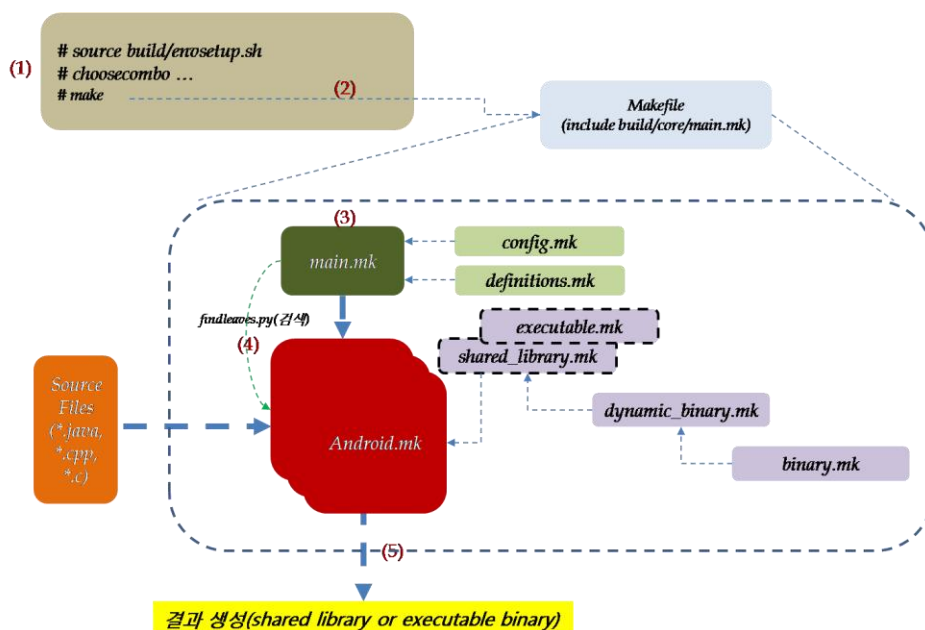 (1)
# source build/envsetup.sh
# choosecombo ...
# make
(2)
Makefile
(include build/core/main.mk)
(3)
main.mk
config.mk
definitions.mk
findleaves.py(검색)
(4)
executable.mk
shared_library.mk
Source
Files
(*.java,
*.cpp,
*.c)
Android.mk
dynamic_binary.mk
binary.mk
(5)
결과 생성(shared library or executable binary)